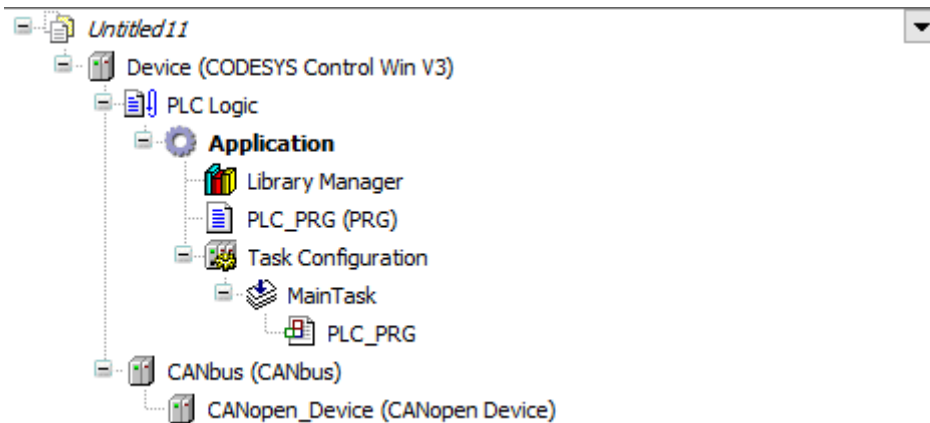 Untitled11
Device (CODESYS Control Win V3)
PLC Logic
Application
Library Manager
PLC_PRG (PRG)
Task Configuration
MainTask
PLC_PRG
CANbus (CANbus)
CANopen_Device (CANopen Device)